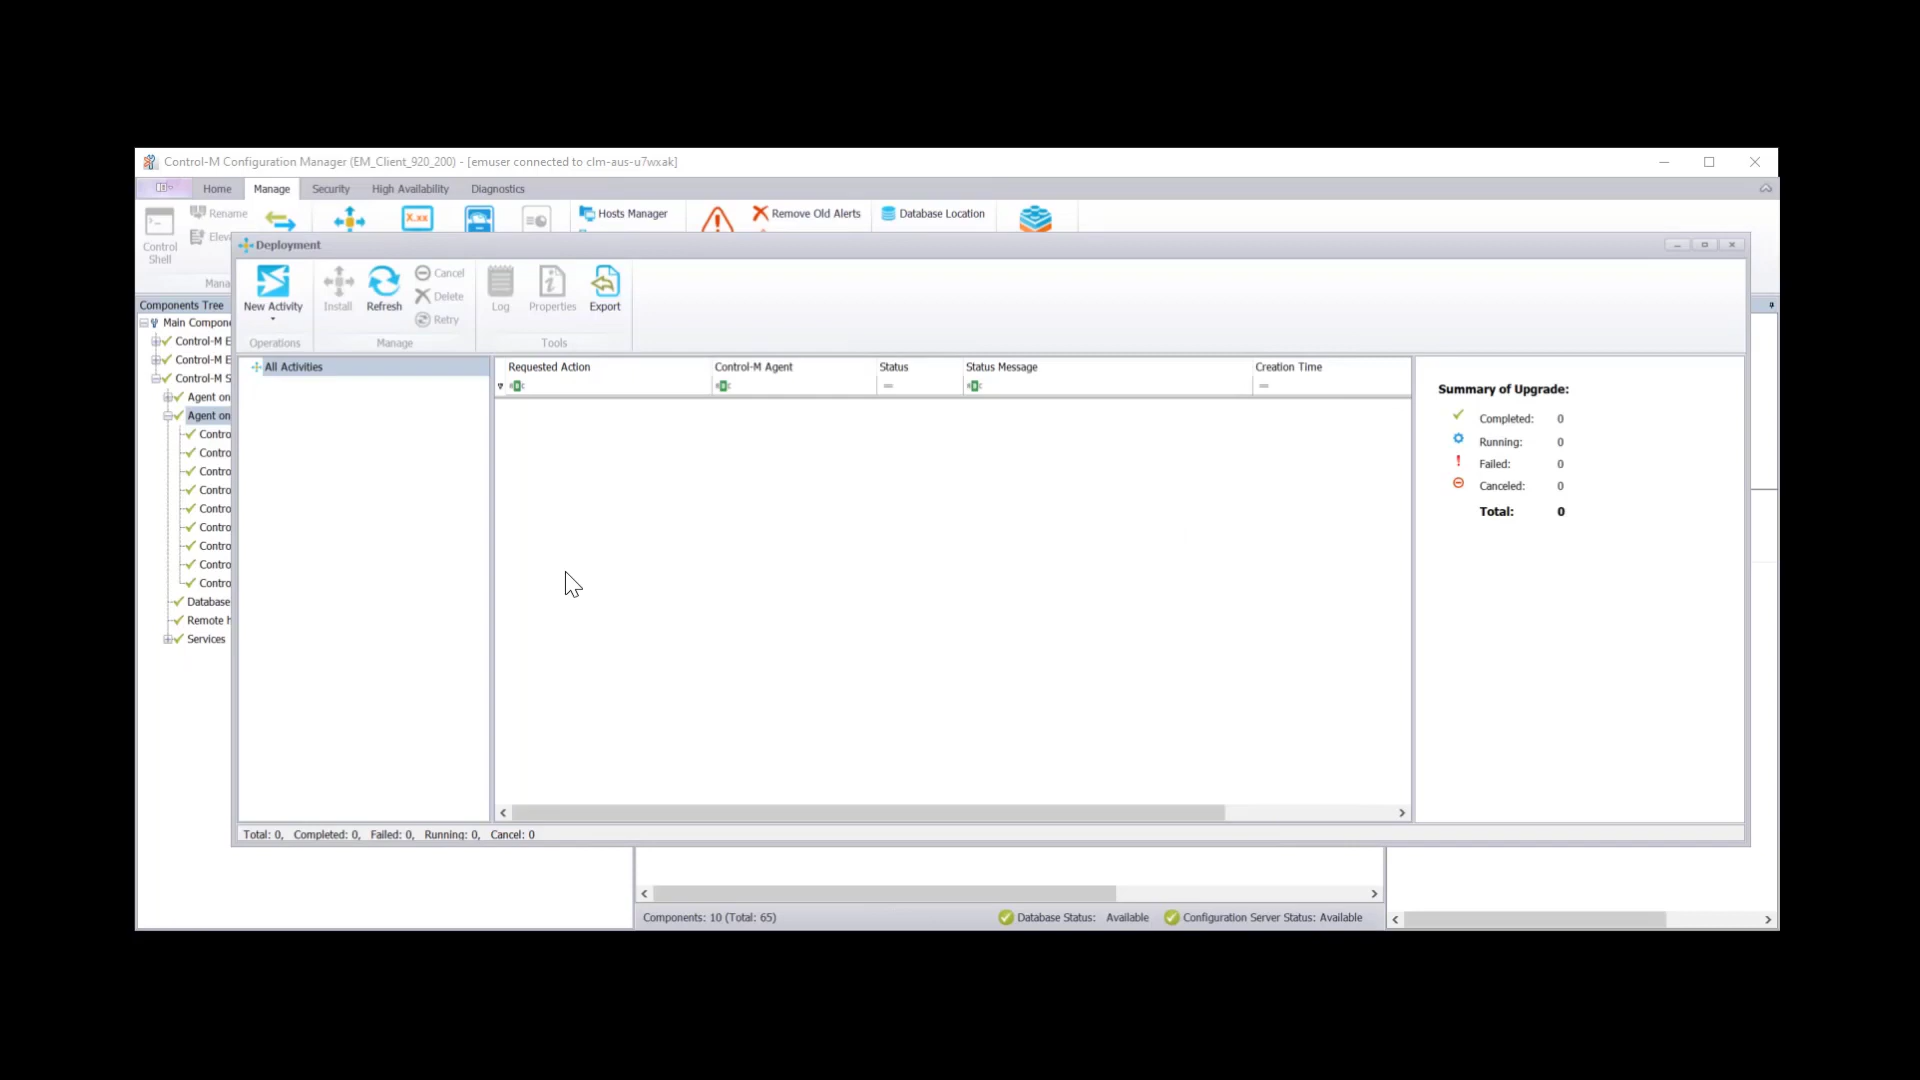 Control-M Configuration Manager (EM_Client_920_200) - [emuser connected to clm-aus-u7wxak]
Home Manage Security High Availability Diagnostics
Control Shell
Rename
Eleva
X.xx
Hosts Manager
Remove Old Alerts
Database Location
Mana
Deployment
New Activity
Install
Refresh
Cancel
Delete
Retry
Log
Properties
Export
Operations
Manage
Tools
Components Tree
Main Compone
Control-M E
Control-M E
Control-M S
Agent on
Agent on
Contro
Contro
Contro
Contro
Contro
Contro
Contro
Contro
Contro
Database
Remote h
Services
All Activities
Requested Action Control-M Agent Status Status Message Creation Time
Summary of Upgrade:
Completed: 0
Running: 0
Failed: 0
Canceled: 0
Total: 0
Total: 0, Completed: 0, Failed: 0, Running: 0, Cancel: 0
Components: 10 (Total: 65)
Database Status: Available
Configuration Server Status: Available